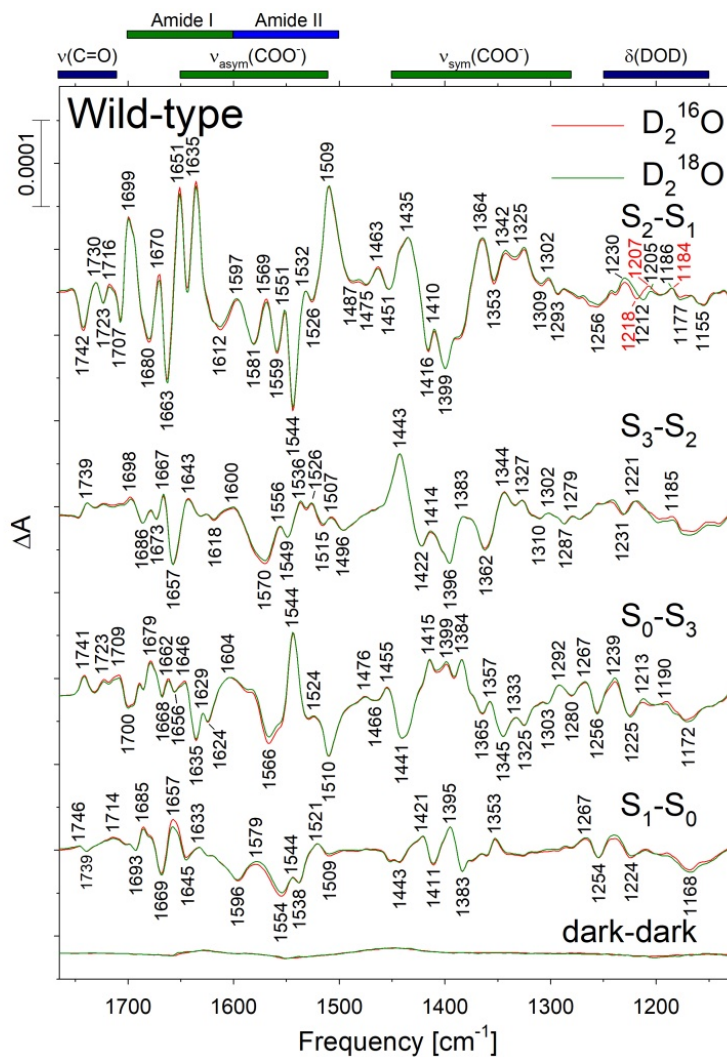 Amide I Amide II
ν(C=O) ν_asym(COO⁻) ν_sym(COO⁻) δ(DOD)
Wild-type
0.0001
D₂¹⁶O
D₂¹⁸O
S₂-S₁
1742 1730 1723 1716 1707 1699 1680 1670 1663 1651 1635 1612 1597 1581 1569 1559 1551 1544 1532 1526 1509 1487 1475 1463 1451 1435 1416 1410 1399 1364 1353 1342 1325 1309 1302 1293 1256 1230 1218 1207 1212 1205 1186 1184 1177 1155
S₃-S₂
1739 1698 1686 1673 1667 1657 1643 1618 1600 1570 1556 1549 1536 1526 1515 1507 1496 1443 1422 1414 1396 1383 1362 1344 1327 1310 1302 1287 1279 1231 1221 1185
S₀-S₃
1741 1723 1709 1700 1679 1668 1662 1656 1646 1635 1629 1624 1604 1566 1544 1524 1510 1476 1466 1455 1441 1415 1399 1384 1365 1357 1345 1333 1325 1303 1292 1280 1267 1256 1239 1225 1213 1190 1172
S₁-S₀
1746 1739 1714 1693 1685 1669 1657 1645 1633 1596 1579 1554 1544 1538 1521 1509 1443 1421 1411 1395 1383 1353 1267 1254 1224 1168
dark-dark
ΔA
1700 1600 1500 1400 1300 1200
Frequency [cm⁻¹]